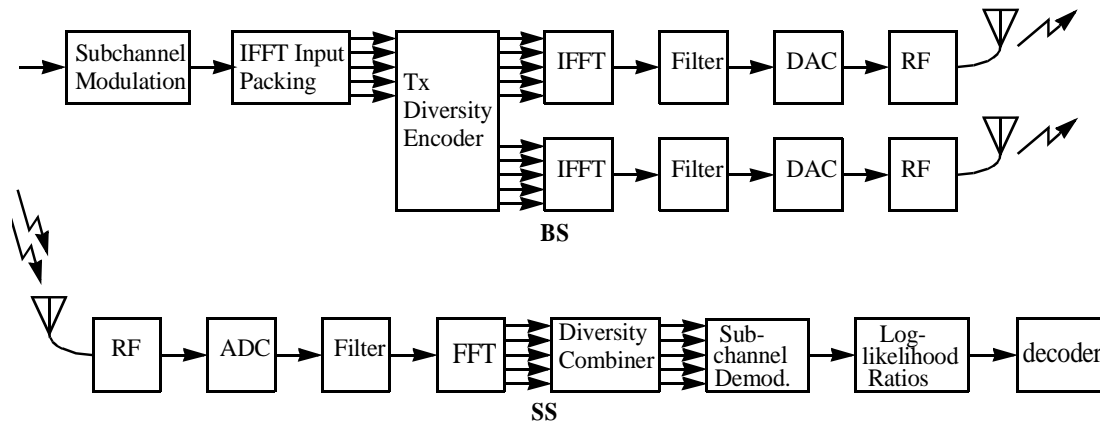 Subchannel
Modulation
IFFT Input
Packing
Tx
Diversity
Encoder
IFFT
Filter
DAC
RF
IFFT
Filter
DAC
RF
BS
RF
ADC
Filter
FFT
Diversity
Combiner
Sub-
channel
Demod.
Log-
likelihood
Ratios
decoder
SS